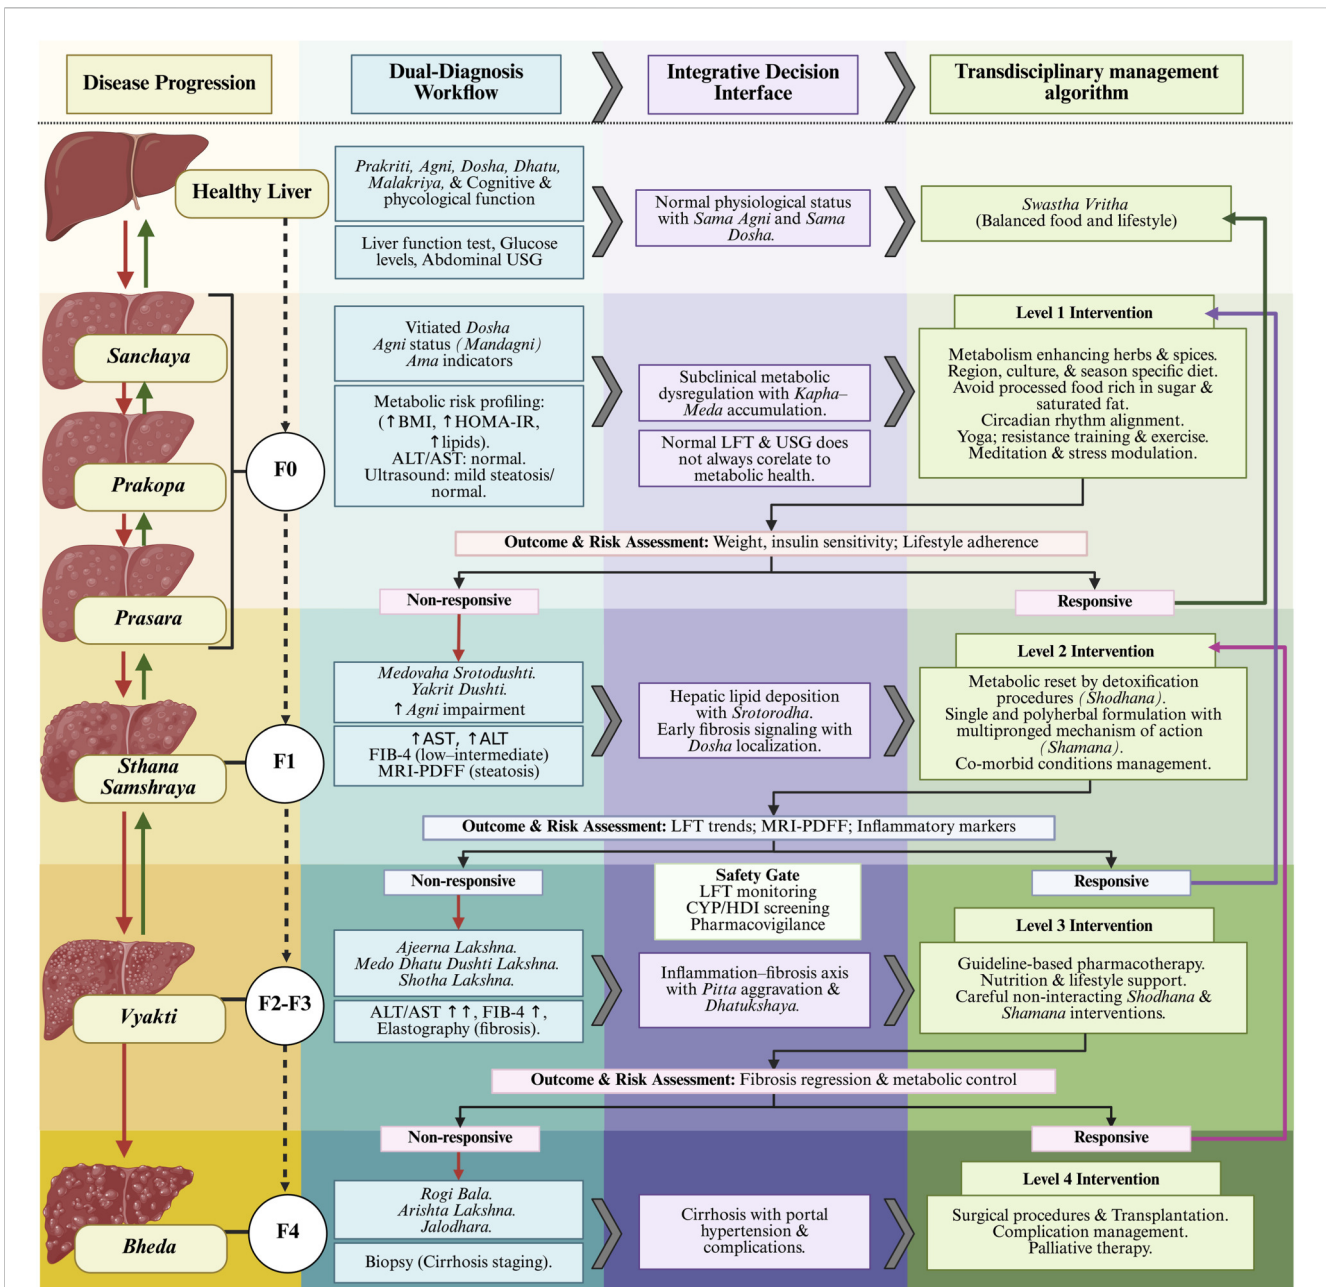 Disease Progression
Dual-Diagnosis
Workflow
Integrative Decision
Interface
Transdisciplinary management
algorithm
Healthy Liver
Prakriti, Agni, Dosha, Dhatu,
Malakriya, & Cognitive &
phycological function
Liver function test, Glucose
levels, Abdominal USG
Normal physiological status
with Sama Agni and Sama
Dosha.
Swastha Vritha
(Balanced food and lifestyle)
Sanchaya
Prakopa
Prasara
F0
Vitiated Dosha
Agni status (Mandagni)
Ama indicators
Metabolic risk profiling:
(↑BMI, ↑HOMA-IR,
↑lipids).
ALT/AST: normal.
Ultrasound: mild steatosis/
normal.
Subclinical metabolic
dysregulation with Kapha–
Meda accumulation.
Normal LFT & USG does
not always corelate to
metabolic health.
Level 1 Intervention
Metabolism enhancing herbs & spices.
Region, culture, & season specific diet.
Avoid processed food rich in sugar &
saturated fat.
Circadian rhythm alignment.
Yoga; resistance training & exercise.
Meditation & stress modulation.
Outcome & Risk Assessment: Weight, insulin sensitivity; Lifestyle adherence
Non-responsive
Responsive
Sthana
Samshraya
F1
Medovaha Srotodushti.
Yakrit Dushti.
↑ Agni impairment
↑AST, ↑ALT
FIB-4 (low–intermediate)
MRI-PDFF (steatosis)
Hepatic lipid deposition
with Srotorodha.
Early fibrosis signaling with
Dosha localization.
Level 2 Intervention
Metabolic reset by detoxification
procedures (Shodhana).
Single and polyherbal formulation with
multipronged mechanism of action
(Shamana).
Co-morbid conditions management.
Outcome & Risk Assessment: LFT trends; MRI-PDFF; Inflammatory markers
Non-responsive
Safety Gate
LFT monitoring
CYP/HDI screening
Pharmacovigilance
Responsive
Vyakti
F2-F3
Ajeerna Lakshna.
Medo Dhatu Dushti Lakshna.
Shotha Lakshna.
ALT/AST ↑ ↑, FIB-4 ↑,
Elastography (fibrosis).
Inflammation–fibrosis axis
with Pitta aggravation &
Dhatukshaya.
Level 3 Intervention
Guideline-based pharmacotherapy.
Nutrition & lifestyle support.
Careful non-interacting Shodhana &
Shamana interventions.
Outcome & Risk Assessment: Fibrosis regression & metabolic control
Non-responsive
Responsive
Bheda
F4
Rogi Bala.
Arishta Lakshna.
Jalodhara.
Biopsy (Cirrhosis staging).
Cirrhosis with portal
hypertension &
complications.
Level 4 Intervention
Surgical procedures & Transplantation.
Complication management.
Palliative therapy.